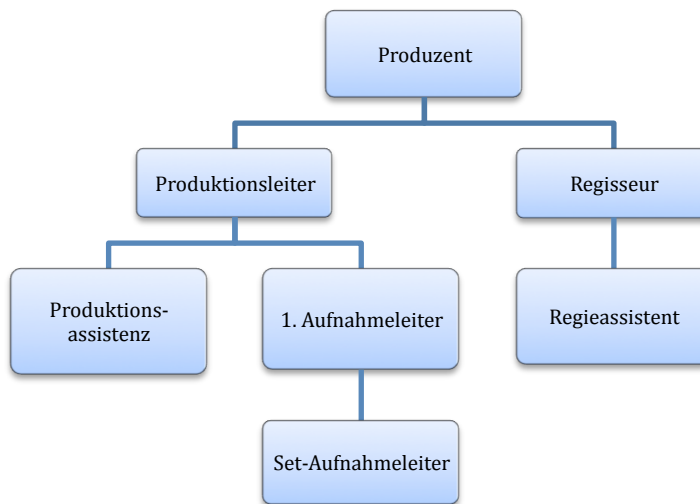 Produzent
Produktionsleiter
Regisseur
Produktions-
assistenz
1. Aufnahmeleiter
Regieassistent
Set-Aufnahmeleiter